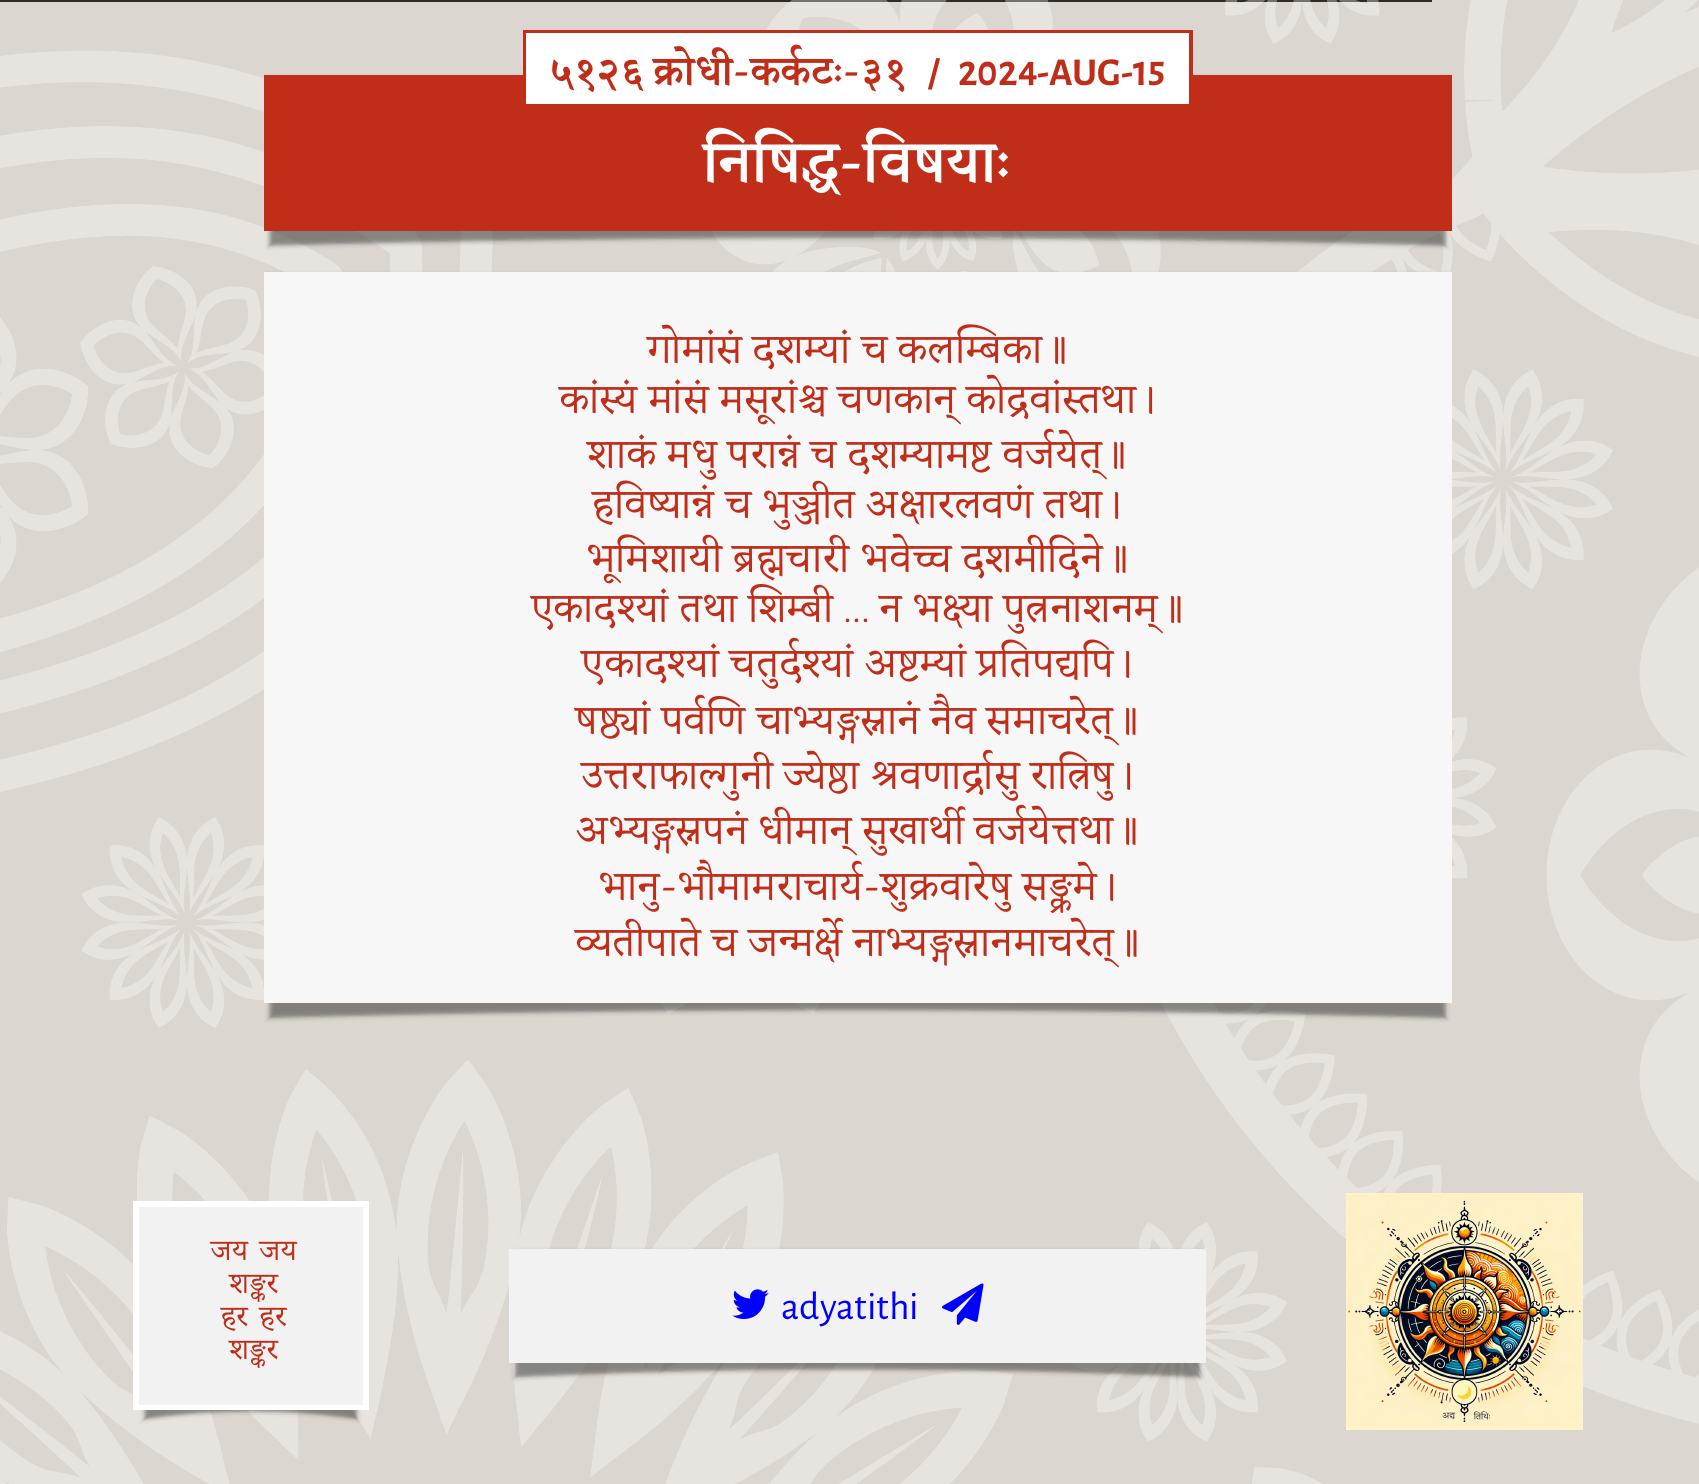 ५१२६ क्रोधी-कर्कटः-३१ / 2024-AUG-15
निषिद्ध-विषयाः
गोमांसं दशम्यां च कलम्बिका॥
कांस्यं मांसं मसूरांश्च चणकान् कोद्रवांस्तथा।
शाकं मधु परान्नं च दशम्यामष्ट वर्जयेत्॥
हविष्यान्नं च भुञ्जीत अक्षारलवणं तथा।
भूमिशायी ब्रह्मचारी भवेच्च दशमीदिने॥
एकादश्यां तथा शिम्बी ... न भक्ष्या पुत्रनाशनम्॥
एकादश्यां चतुर्दश्यां अष्टम्यां प्रतिपद्यपि।
षष्ठ्यां पर्वणि चाभ्यङ्गस्नानं नैव समाचरेत्॥
उत्तराफाल्गुनी ज्येष्ठा श्रवणार्द्रासु रात्रिषु।
अभ्यङ्गस्नपनं धीमान् सुखार्थी वर्जयेत्तथा॥
भानु-भौमामराचार्य-शुक्रवारेषु सङ्क्रमे।
व्यतीपाते च जन्मर्क्षे नाभ्यङ्गस्नानमाचरेत्॥
जय जय
शङ्कर
हर हर
शङ्कर
adyatithi
अद्य तिथिः